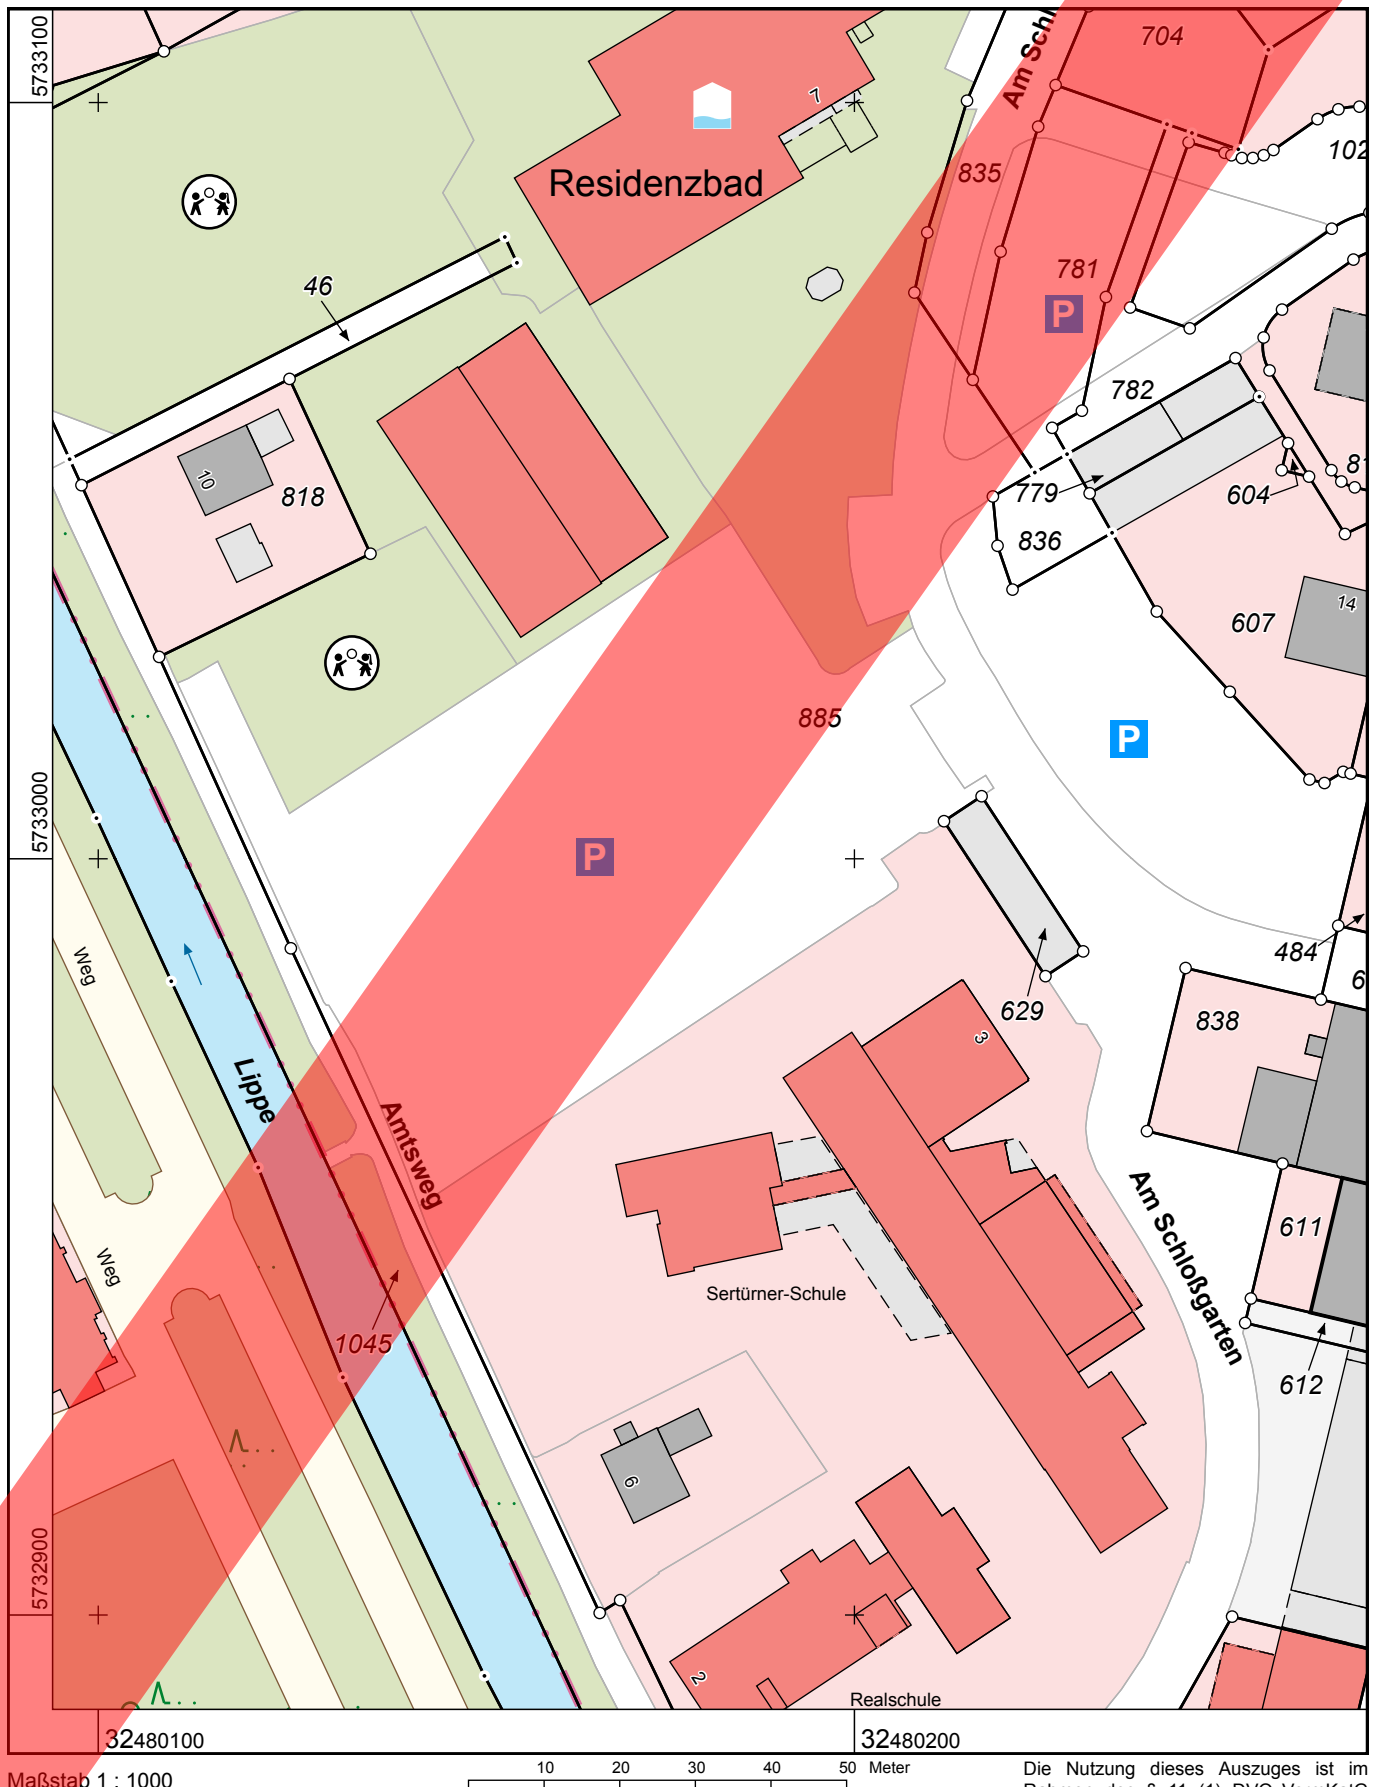 5733100
704
Am Schl
7
102
835
Residenzbad
781
P
46
782
10
818
779
604
81
836
607
14
885
P
5733000
P
Weg
484
6
629
838
3
Lippe
Amtsweg
Am Schloßgarten
Weg
611
Sertürner-Schule
1045
612
6
5732900
2
Realschule
32480100
32480200
Maßstab 1 : 1000
10 20 30 40 50 Meter
Die Nutzung dieses Auszuges ist im